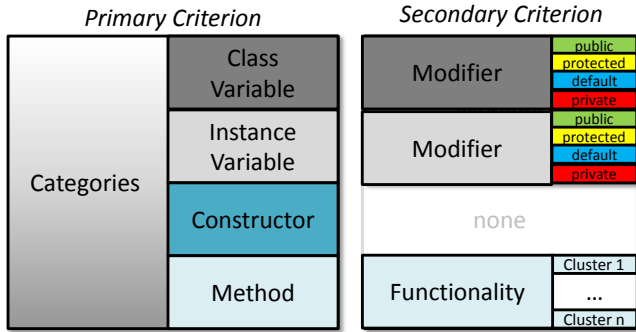 Primary Criterion
Secondary Criterion
Categories
Class
Variable
Modifier
public
protected
default
private
Instance
Variable
Modifier
public
protected
default
private
Constructor
none
Method
Functionality
Cluster 1
...
Cluster n